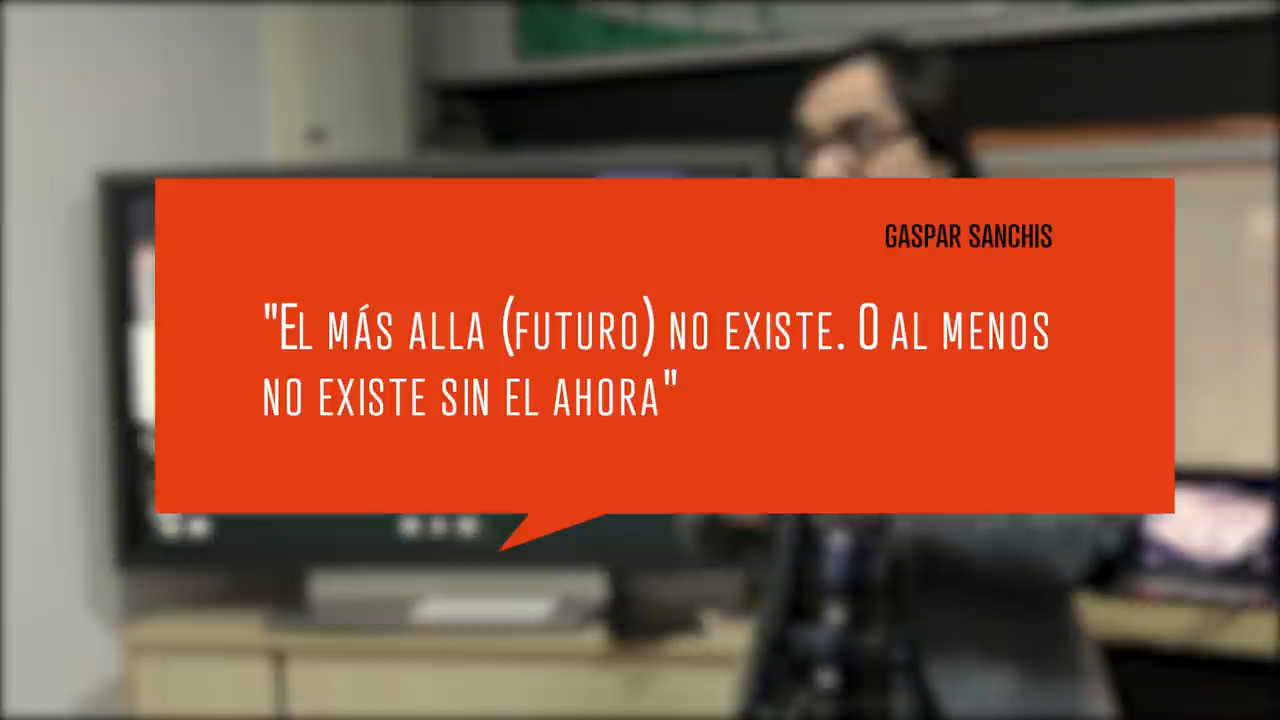 GASPAR SANCHIS
"El más alla (futuro) no existe. O al menos
no existe sin el ahora"